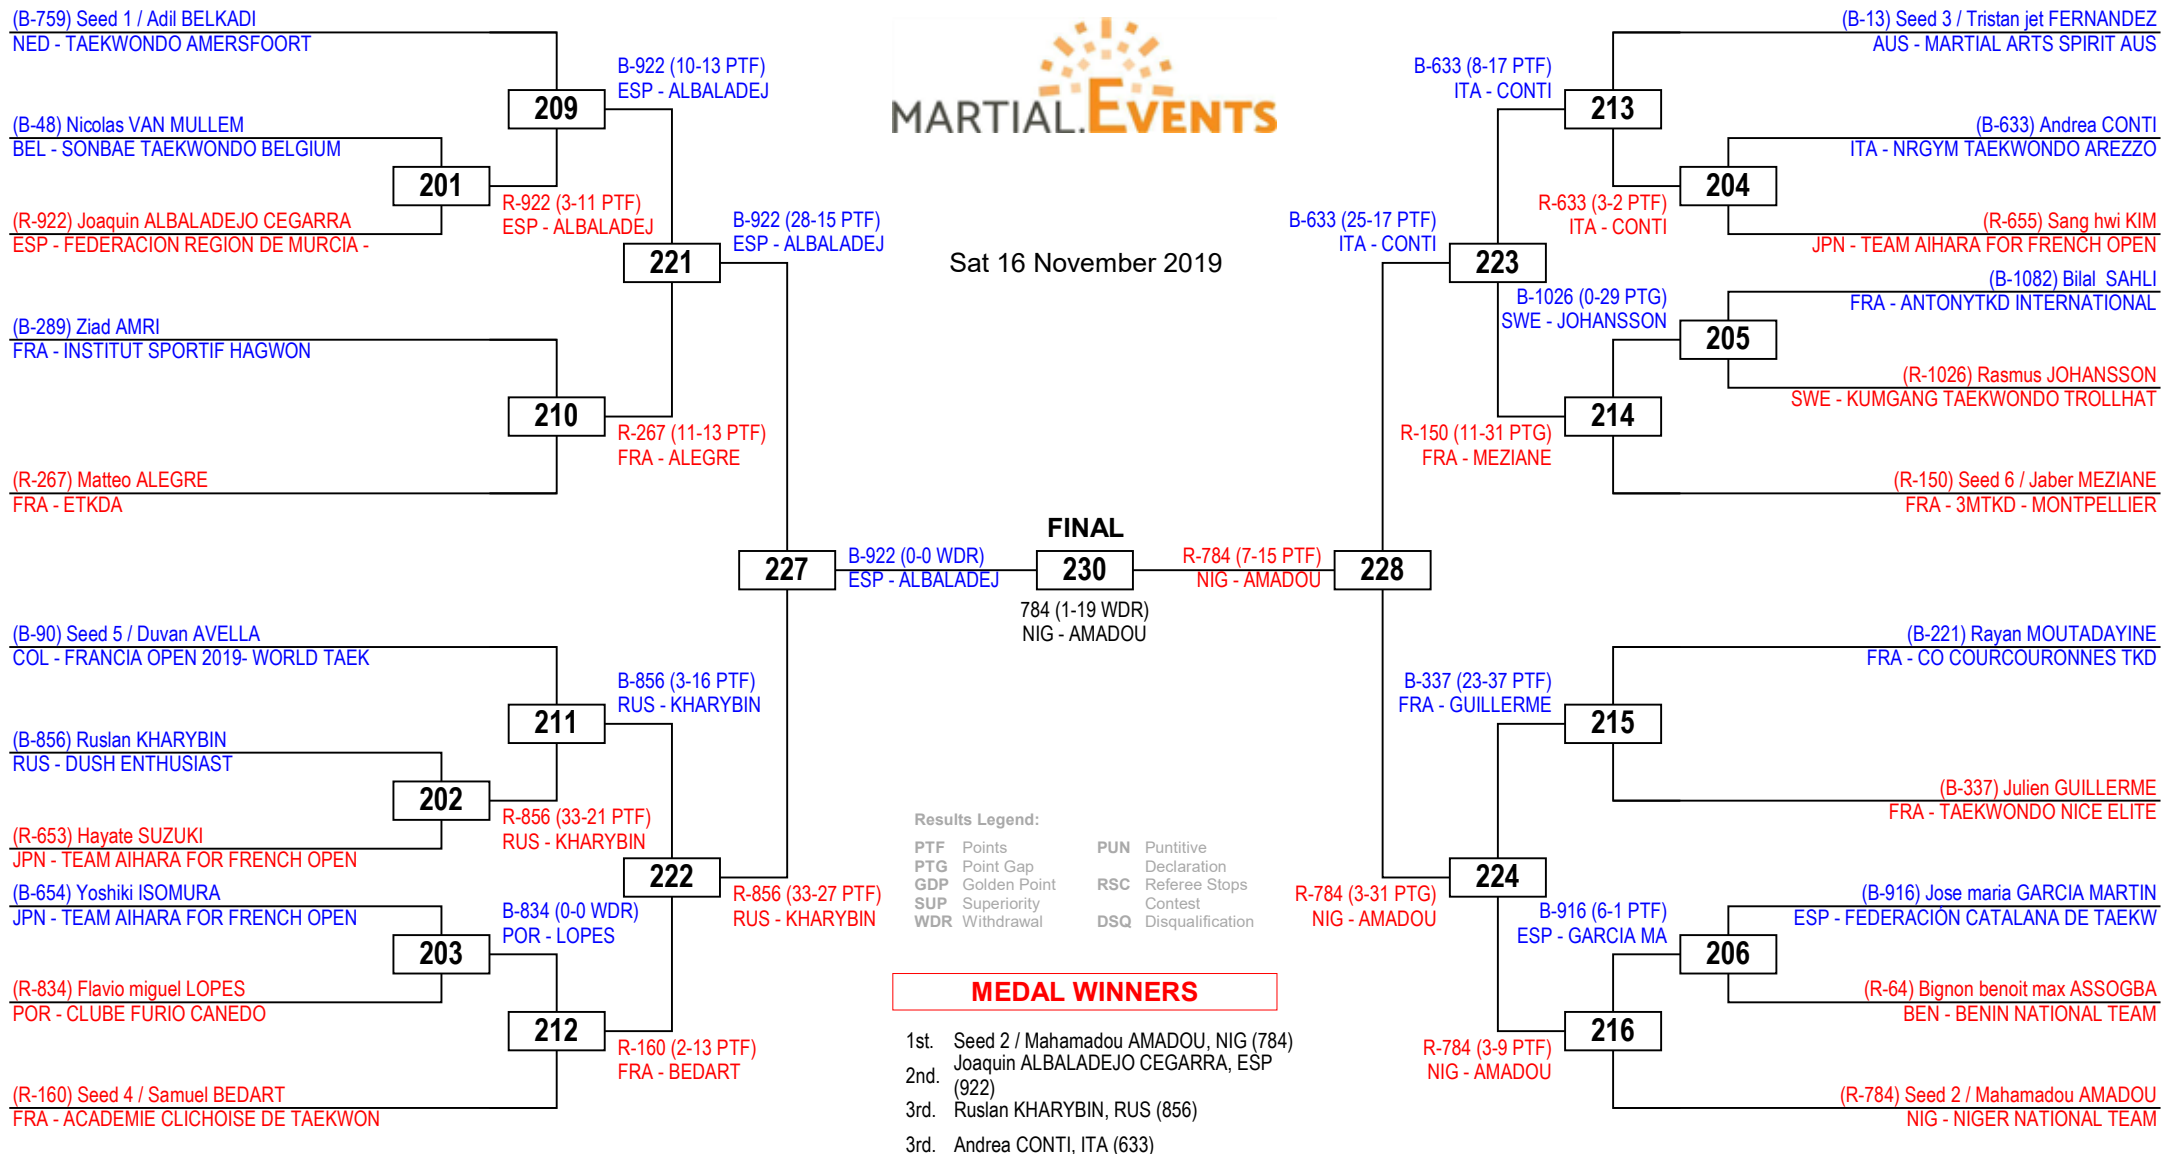 (B-759) Seed 1 / Adil BELKADI
NED - TAEKWONDO AMERSFOORT
(B-48) Nicolas VAN MULLEM
BEL - SONBAE TAEKWONDO BELGIUM
(R-922) Joaquin ALBALADEJO CEGARRA
ESP - FEDERACION REGION DE MURCIA -
(B-289) Ziad AMRI
FRA - INSTITUT SPORTIF HAGWON
(R-267) Matteo ALEGRE
FRA - ETKDA
(B-90) Seed 5 / Duvan AVELLA
COL - FRANCIA OPEN 2019- WORLD TAEK
(B-856) Ruslan KHARYBIN
RUS - DUSH ENTHUSIAST
(R-653) Hayate SUZUKI
JPN - TEAM AIHARA FOR FRENCH OPEN
(B-654) Yoshiki ISOMURA
JPN - TEAM AIHARA FOR FRENCH OPEN
(R-834) Flavio miguel LOPES
POR - CLUBE FURIO CANEDO
(R-160) Seed 4 / Samuel BEDART
FRA - ACADEMIE CLICHOISE DE TAEKWON
201
202
203
R-922 (3-11 PTF)
ESP - ALBALADEJ
R-856 (33-21 PTF)
RUS - KHARYBIN
B-834 (0-0 WDR)
POR - LOPES
209
210
211
212
B-922 (10-13 PTF)
ESP - ALBALADEJ
R-267 (11-13 PTF)
FRA - ALEGRE
B-856 (3-16 PTF)
RUS - KHARYBIN
R-160 (2-13 PTF)
FRA - BEDART
221
222
B-922 (28-15 PTF)
ESP - ALBALADEJ
R-856 (33-27 PTF)
RUS - KHARYBIN
227
B-922 (0-0 WDR)
ESP - ALBALADEJ
MARTIAL.EVENTS
Sat 16 November 2019
FINAL
230
784 (1-19 WDR)
NIG - AMADOU
R-784 (7-15 PTF)
NIG - AMADOU
228
B-633 (25-17 PTF)
ITA - CONTI
R-784 (3-31 PTG)
NIG - AMADOU
223
224
B-633 (8-17 PTF)
ITA - CONTI
R-150 (11-31 PTG)
FRA - MEZIANE
B-337 (23-37 PTF)
FRA - GUILLERME
R-784 (3-9 PTF)
NIG - AMADOU
213
214
215
216
R-633 (3-2 PTF)
ITA - CONTI
B-1026 (0-29 PTG)
SWE - JOHANSSON
B-916 (6-1 PTF)
ESP - GARCIA MA
204
205
206
(B-13) Seed 3 / Tristan jet FERNANDEZ
AUS - MARTIAL ARTS SPIRIT AUS
(B-633) Andrea CONTI
ITA - NRGYM TAEKWONDO AREZZO
(R-655) Sang hwi KIM
JPN - TEAM AIHARA FOR FRENCH OPEN
(B-1082) Bilal SAHLI
FRA - ANTONYTKD INTERNATIONAL
(R-1026) Rasmus JOHANSSON
SWE - KUMGANG TAEKWONDO TROLLHAT
(R-150) Seed 6 / Jaber MEZIANE
FRA - 3MTKD - MONTPELLIER
(B-221) Rayan MOUTADAYINE
FRA - CO COURCOURONNES TKD
(B-337) Julien GUILLERME
FRA - TAEKWONDO NICE ELITE
(B-916) Jose maria GARCIA MARTIN
ESP - FEDERACIÓN CATALANA DE TAEKW
(R-64) Bignon benoit max ASSOGBA
BEN - BENIN NATIONAL TEAM
(R-784) Seed 2 / Mahamadou AMADOU
NIG - NIGER NATIONAL TEAM
Results Legend:
PTF Points
PTG Point Gap
GDP Golden Point
SUP Superiority
WDR Withdrawal
PUN Puntitive
Declaration
RSC Referee Stops
Contest
DSQ Disqualification
MEDAL WINNERS
1st. Seed 2 / Mahamadou AMADOU, NIG (784)
2nd. Joaquin ALBALADEJO CEGARRA, ESP
(922)
3rd. Ruslan KHARYBIN, RUS (856)
3rd. Andrea CONTI, ITA (633)